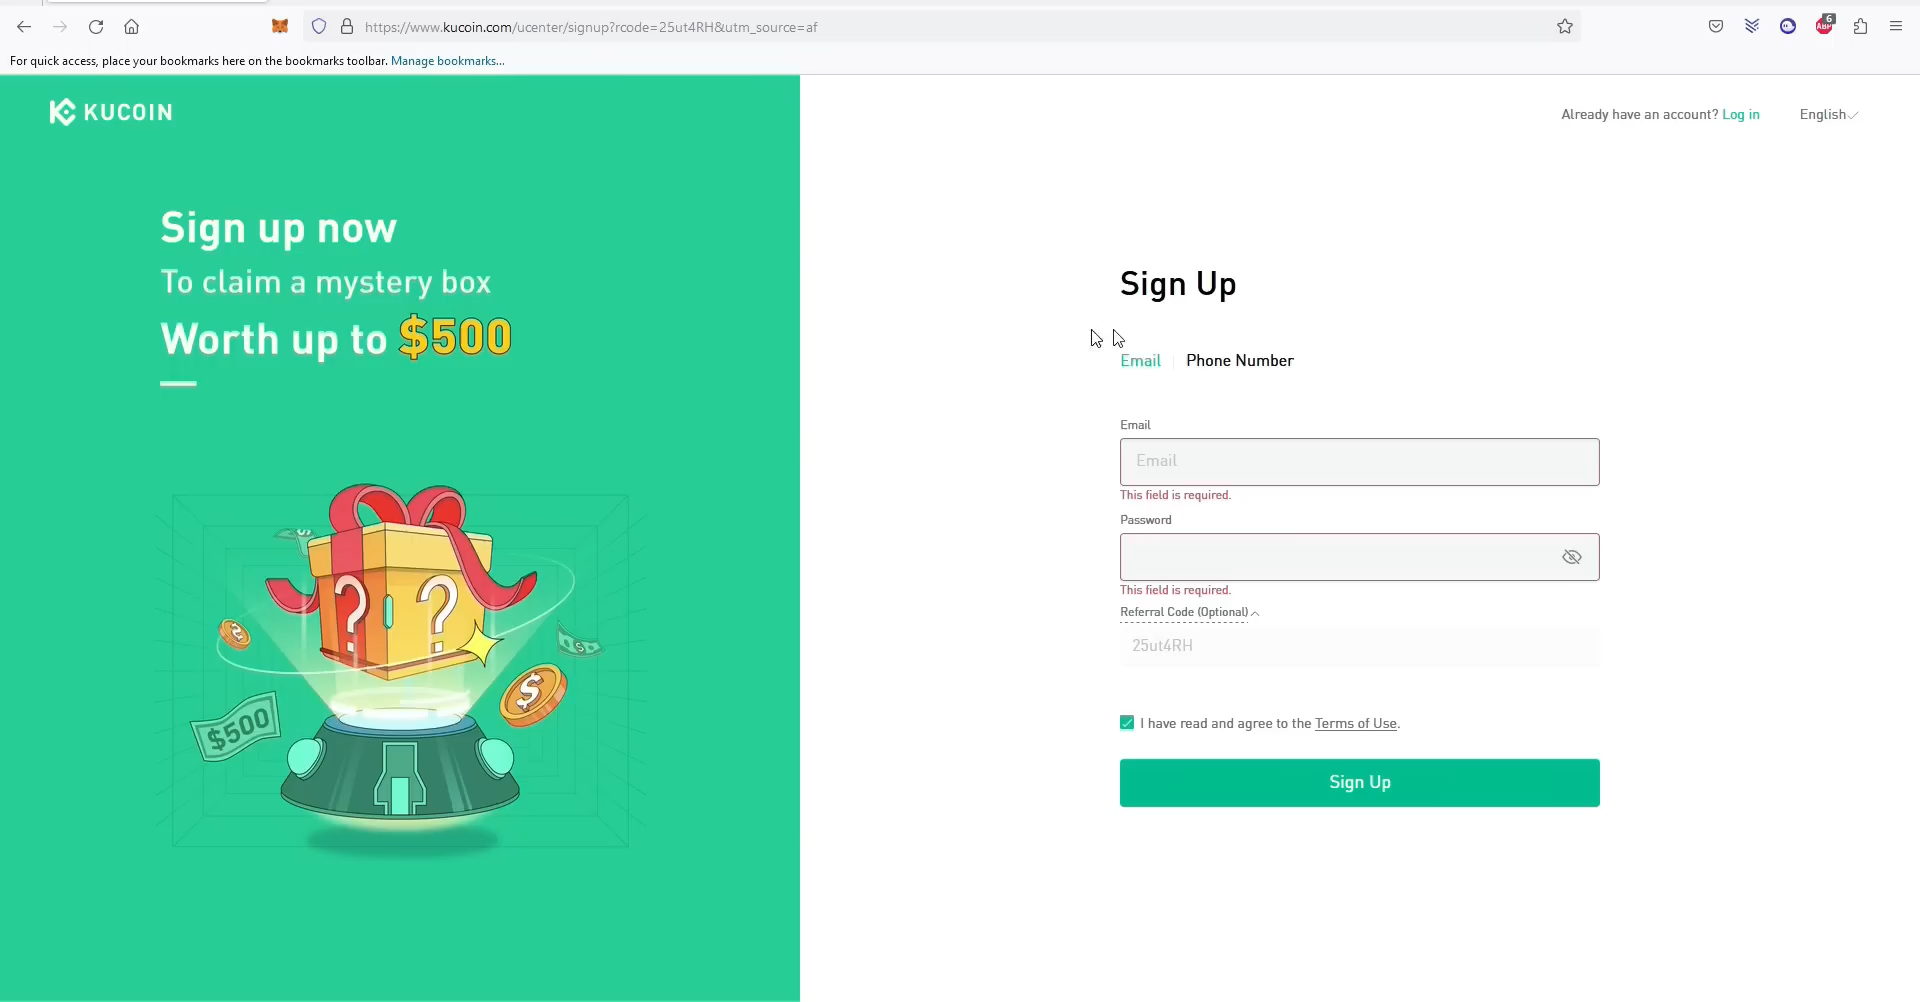 https://www.kucoin.com/ucenter/signup?rcode=25ut4RH&utm_source=af
ABP
6
For quick access, place your bookmarks here on the bookmarks toolbar. Manage bookmarks...
KUCOIN
Already have an account? Log in
English
Sign up now
To claim a mystery box
Worth up to $500
Sign Up
Email
Phone Number
Email
Email
This field is required.
Password
This field is required.
Referral Code (Optional)
25ut4RH
I have read and agree to the Terms of Use.
Sign Up
? ?
$
$500